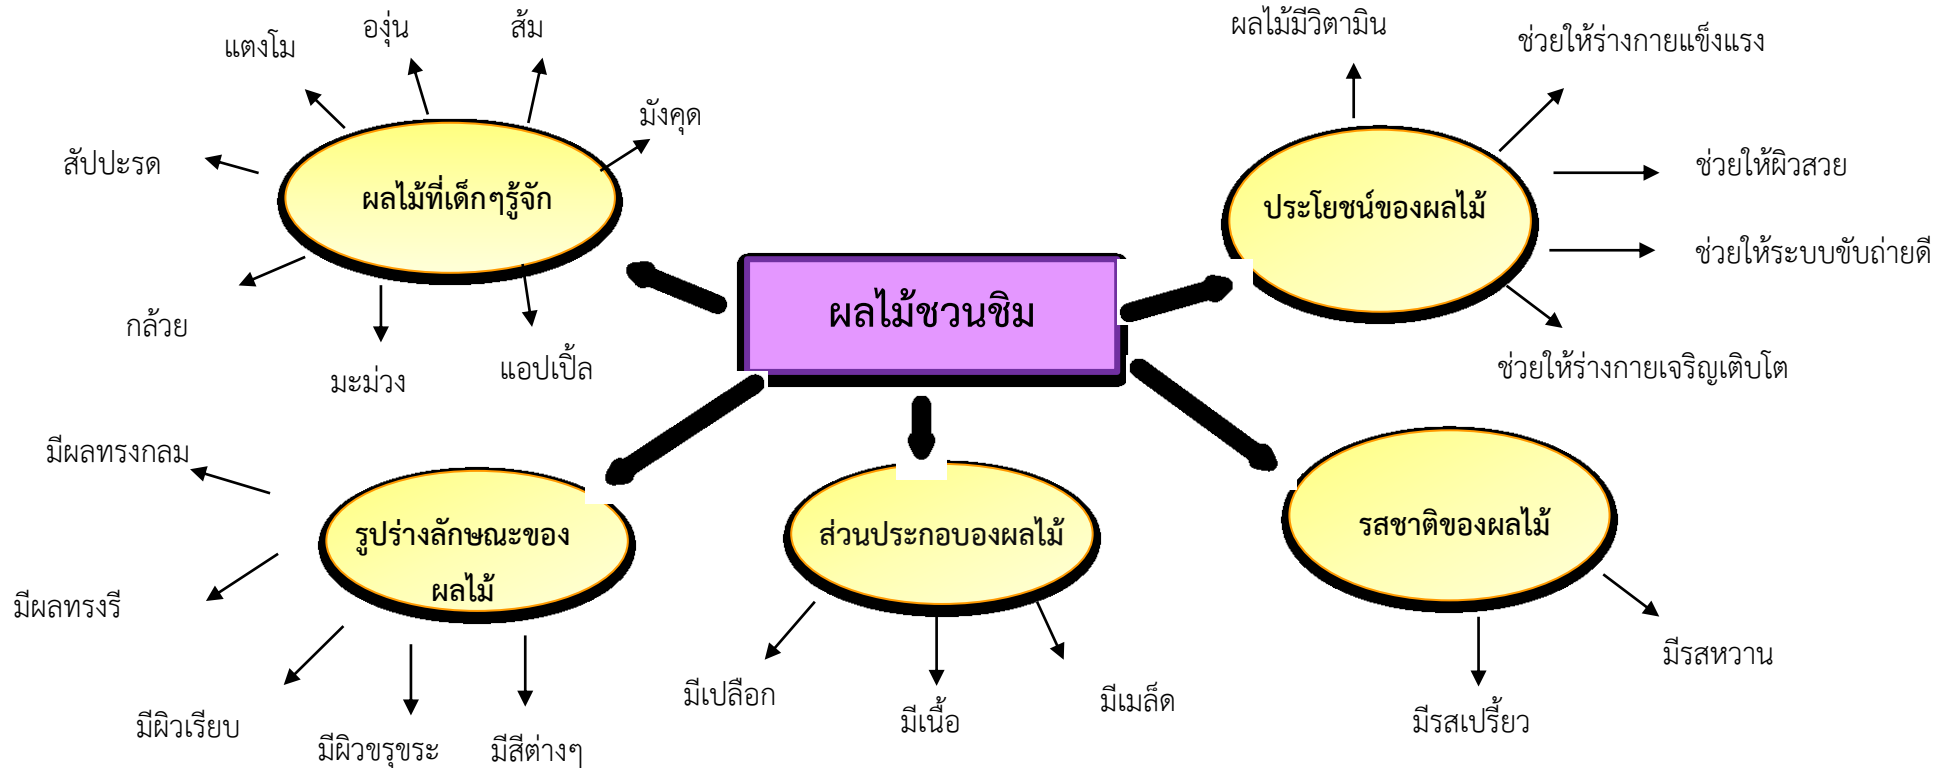 องุ่น
ส้ม
แตงโม
มังคุด
สัปปะรด
ผลไม้ที่เด็กๆรู้จัก
กล้วย
มะม่วง
แอปเปิ้ล
ผลไม้มีวิตามิน
ช่วยให้ร่างกายแข็งแรง
ช่วยให้ผิวสวย
ประโยชน์ของผลไม้
ช่วยให้ระบบขับถ่ายดี
ช่วยให้ร่างกายเจริญเติบโต
ผลไม้ชวนชิม
มีผลทรงกลม
รูปร่างลักษณะของ
ผลไม้
มีผลทรงรี
มีผิวเรียบ
มีผิวขรุขระ
มีสีต่างๆ
ส่วนประกอบองผลไม้
มีเปลือก
มีเนื้อ
มีเมล็ด
รสชาติของผลไม้
มีรสหวาน
มีรสเปรี้ยว